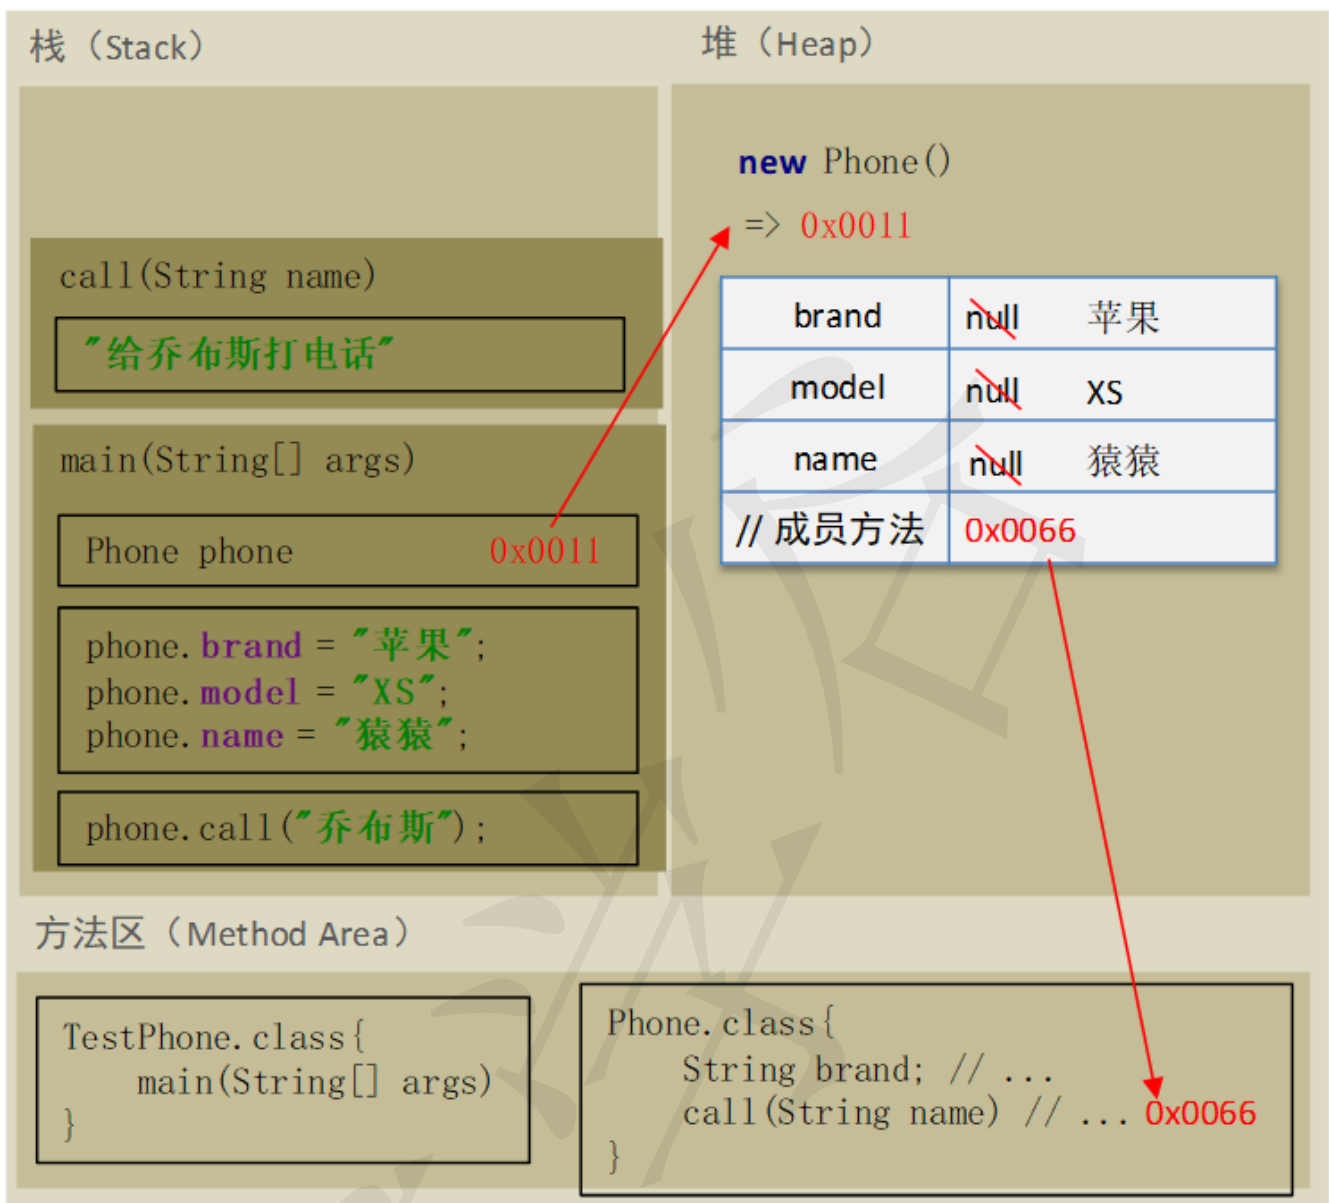 栈（Stack）
堆（Heap）
call(String name)
"给乔布斯打电话"
main(String[] args)
Phone phone 0x0011
phone.brand = "苹果";
phone.model = "XS";
phone.name = "猿猿";
phone.call("乔布斯");
new Phone()
=> 0x0011
brand null 苹果
model null XS
name null 猿猿
// 成员方法 0x0066
方法区（Method Area）
TestPhone.class{
main(String[] args)
}
Phone.class{
String brand; // ...
call(String name) // ... 0x0066
}